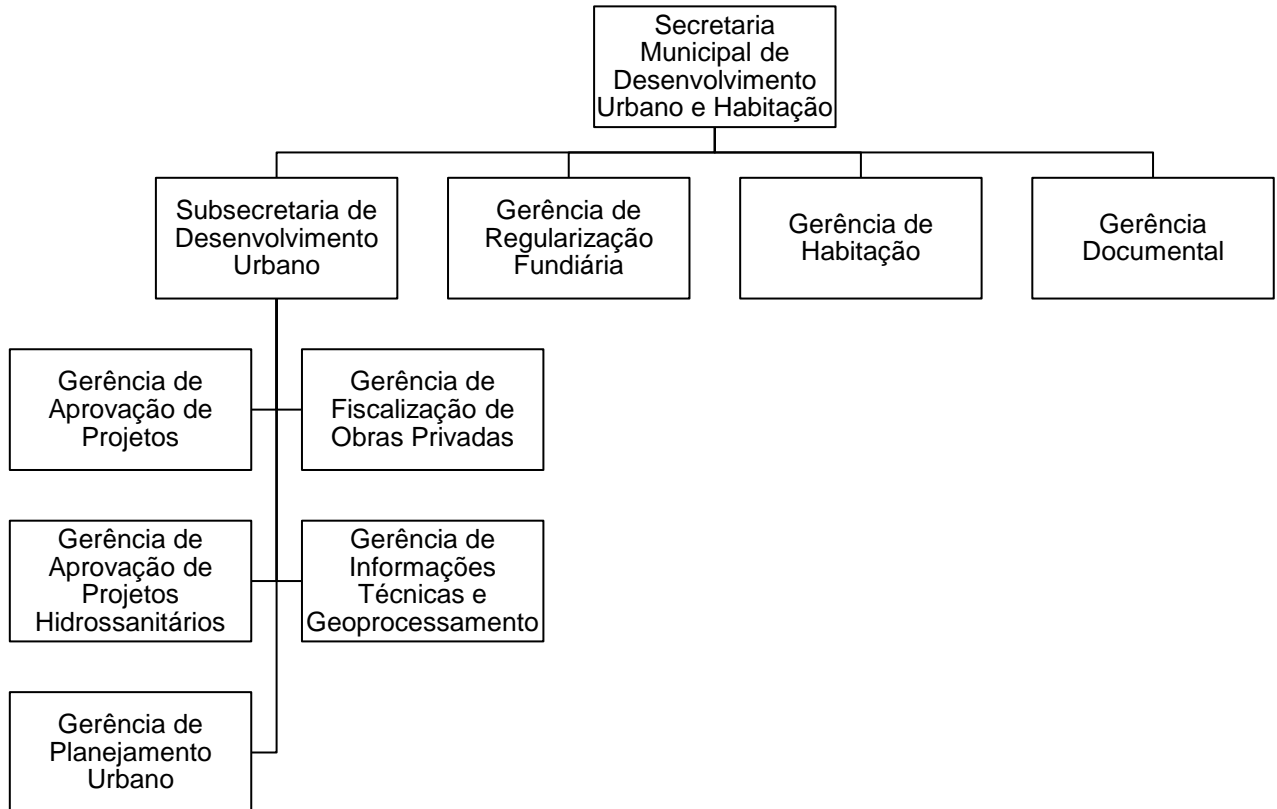 Secretaria
Municipal de
Desenvolvimento
Urbano e Habitação
Subsecretaria de
Desenvolvimento
Urbano
Gerência de
Regularização
Fundiária
Gerência de
Habitação
Gerência
Documental
Gerência de
Aprovação de
Projetos
Gerência de
Fiscalização de
Obras Privadas
Gerência de
Aprovação de
Projetos
Hidrossanitários
Gerência de
Informações
Técnicas e
Geoprocessamento
Gerência de
Planejamento
Urbano